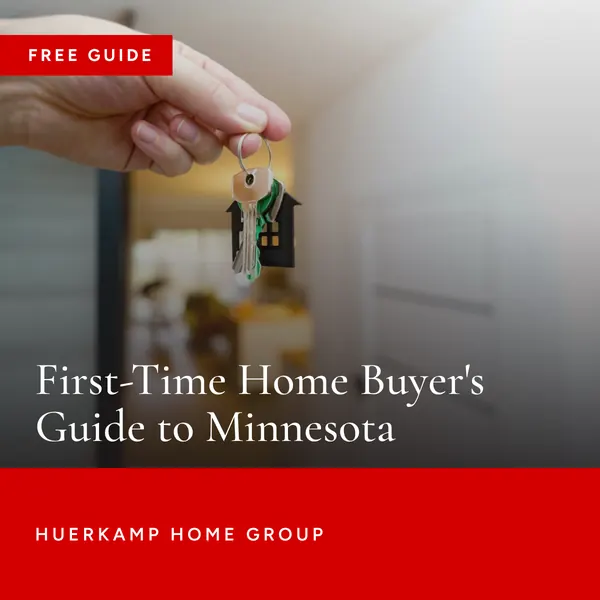 FREE GUIDE
First-Time Home Buyer's
Guide to Minnesota
HUERKAMP HOME GROUP